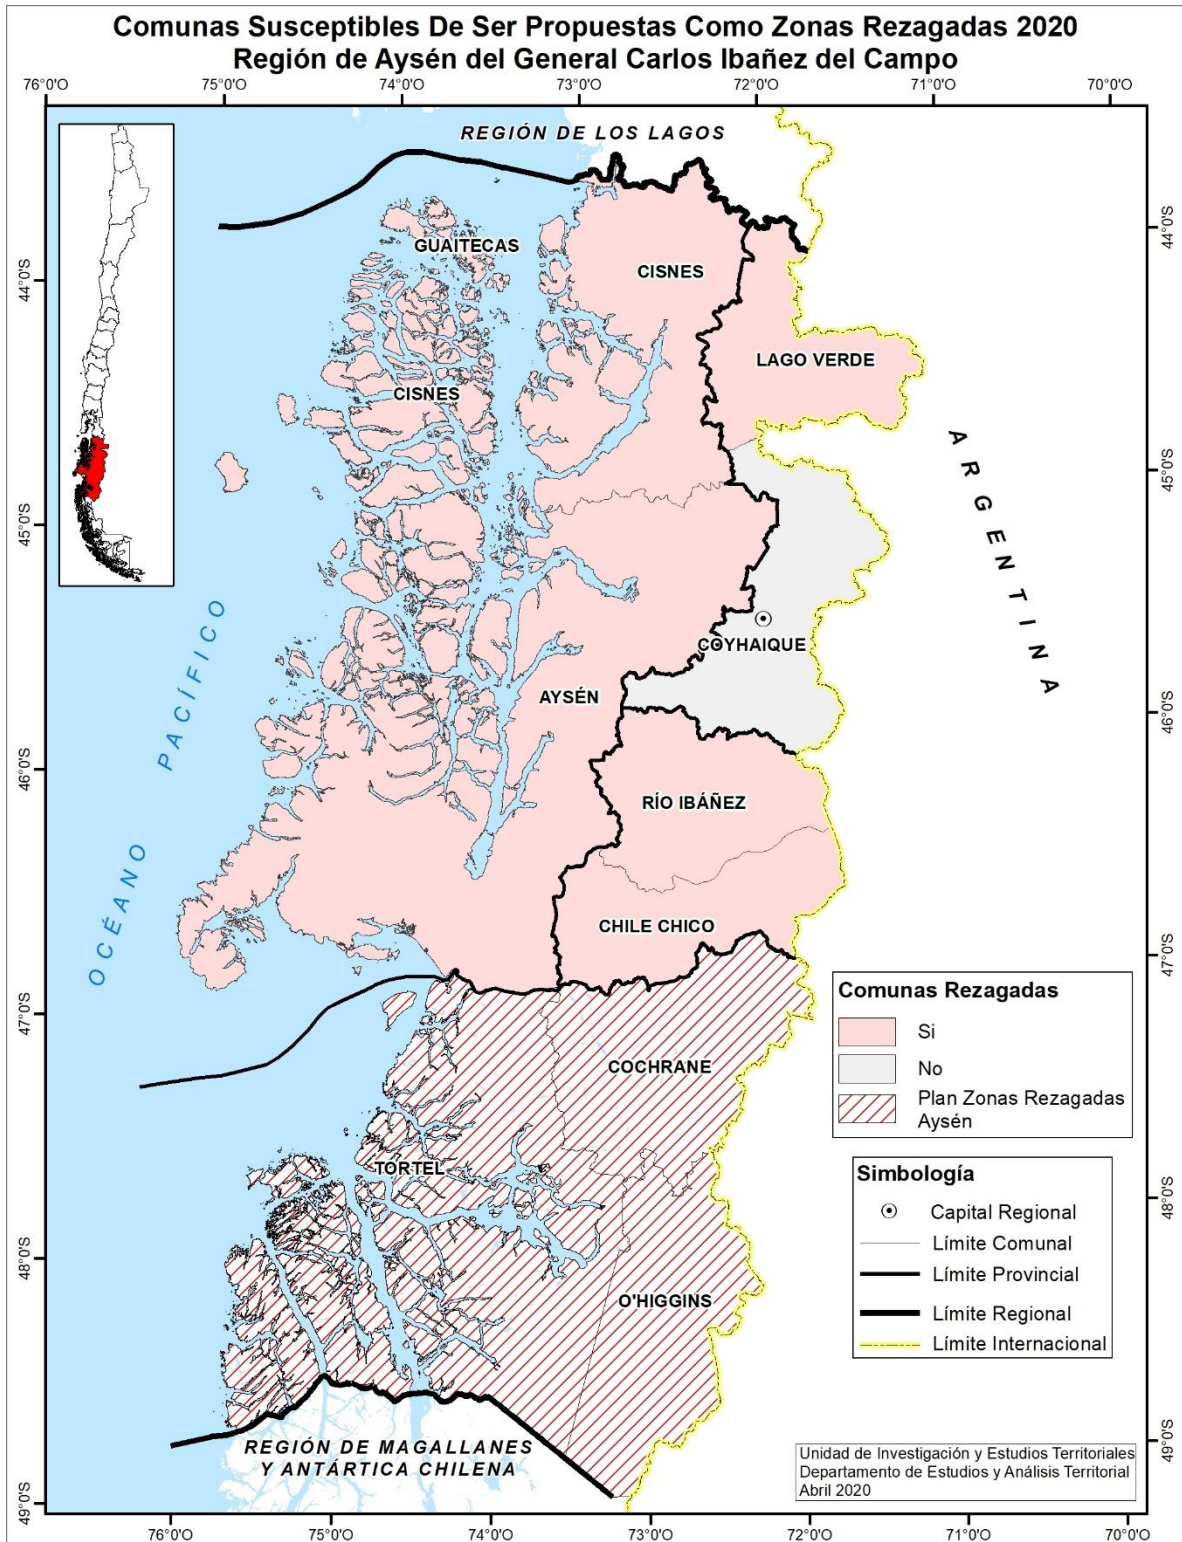 Comunas Susceptibles De Ser Propuestas Como Zonas Rezagadas 2020
Región de Aysén del General Carlos Ibañez del Campo
76°0'O
75°0'O
74°0'O
73°0'O
72°0'O
71°0'O
70°0'O
REGIÓN DE LOS LAGOS
44°0'S
44°0'S
GUAITECAS
CISNES
LAGO VERDE
CISNES
45°0'S
45°0'S
ARGENTINA
COYHAIQUE
AYSÉN
46°0'S
46°0'S
OCÉANO PACÍFICO
RÍO IBÁÑEZ
CHILE CHICO
47°0'S
47°0'S
Comunas Rezagadas
Si
No
Plan Zonas Rezagadas
Aysén
COCHRANE
TORTEL
48°0'S
48°0'S
O'HIGGINS
Simbología
Capital Regional
Límite Comunal
Límite Provincial
Límite Regional
Límite Internacional
REGIÓN DE MAGALLANES
Y ANTÁRTICA CHILENA
49°0'S
49°0'S
Unidad de Investigación y Estudios Territoriales
Departamento de Estudios y Análisis Territorial
Abril 2020
76°0'O
75°0'O
74°0'O
73°0'O
72°0'O
71°0'O
70°0'O